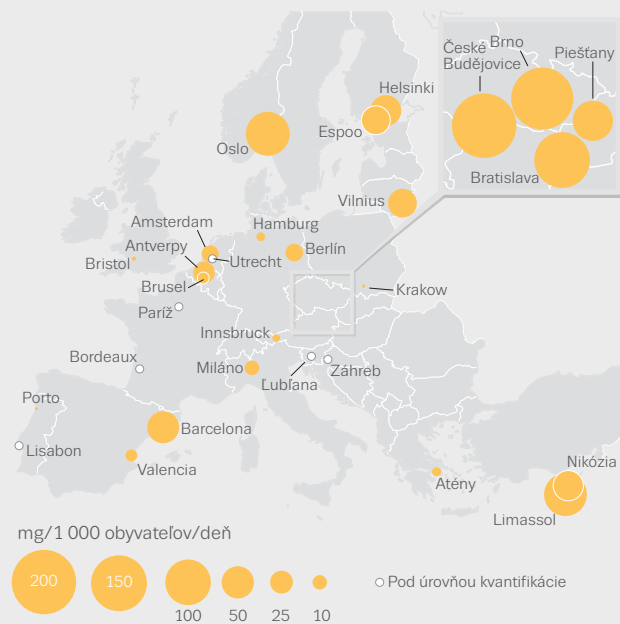 České
Budějovice
Brno
Piešťany
Bratislava
Helsinki
Espoo
Oslo
Vilnius
Amsterdam
Hamburg
Antverpy
Utrecht
Berlín
Bristol
Brusel
Krakow
Paríž
Innsbruck
Bordeaux
Miláno
Ľubľana
Záhreb
Porto
Barcelona
Lisabon
Valencia
Atény
Nikózia
Limassol
mg/1 000 obyvateľov/deň
200
150
100
50
25
10
Pod úrovňou kvantifikácie